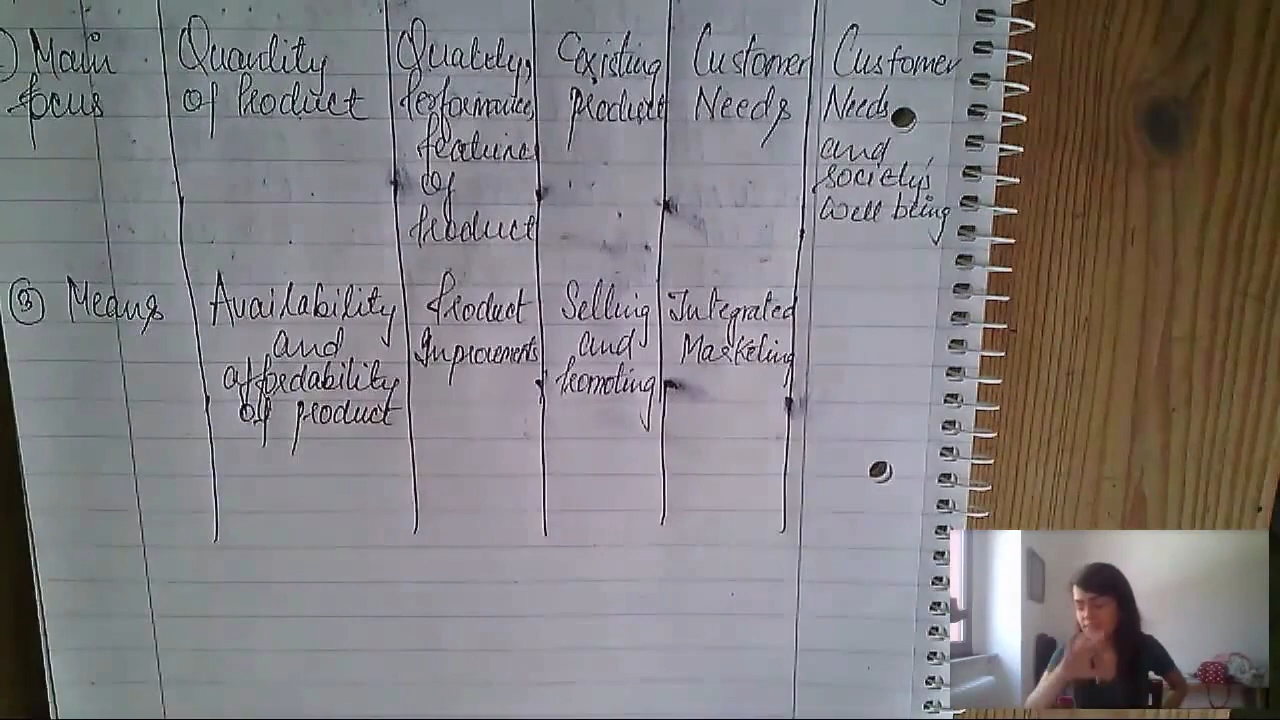 Main focus
Quantity of Product
Quality, performance, features of product
Existing product
Customer Needs
Customer Needs and society's well being
③ Means
Availability and affordability of product
Product Improvements
Selling and promoting
Integrated Marketing